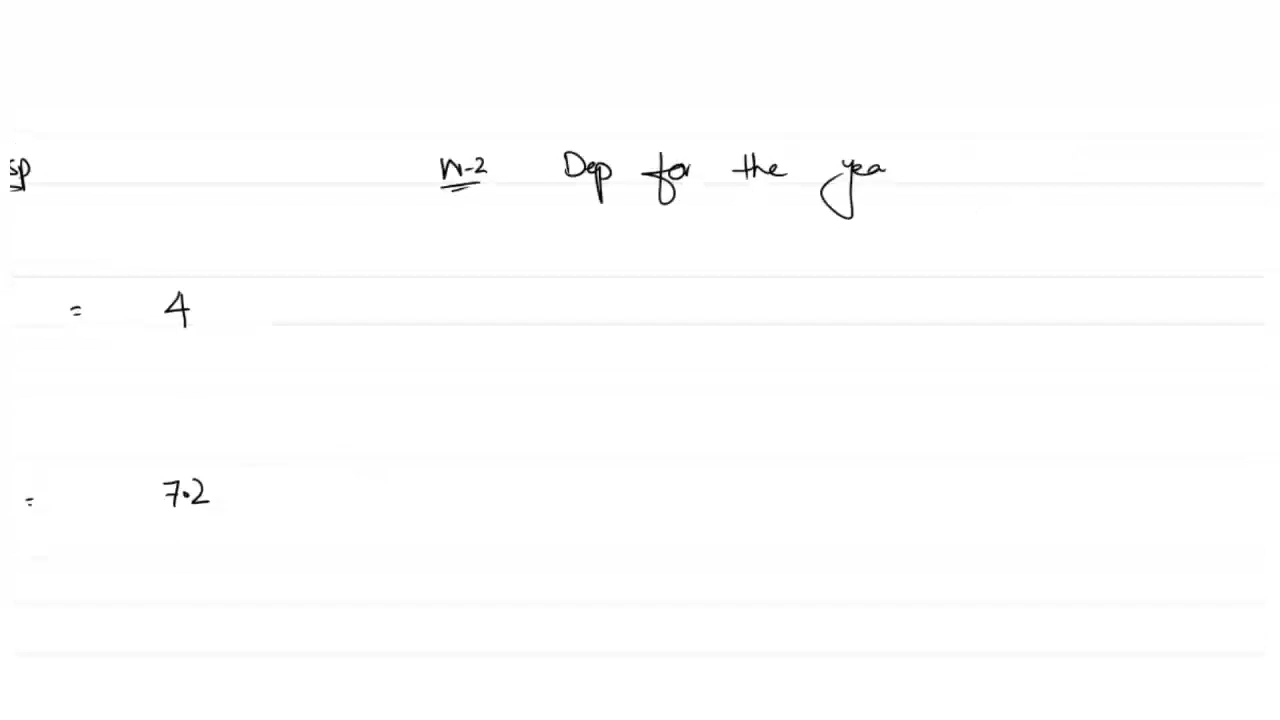 sp W-2 Dep for the yea
= 4
= 7.2